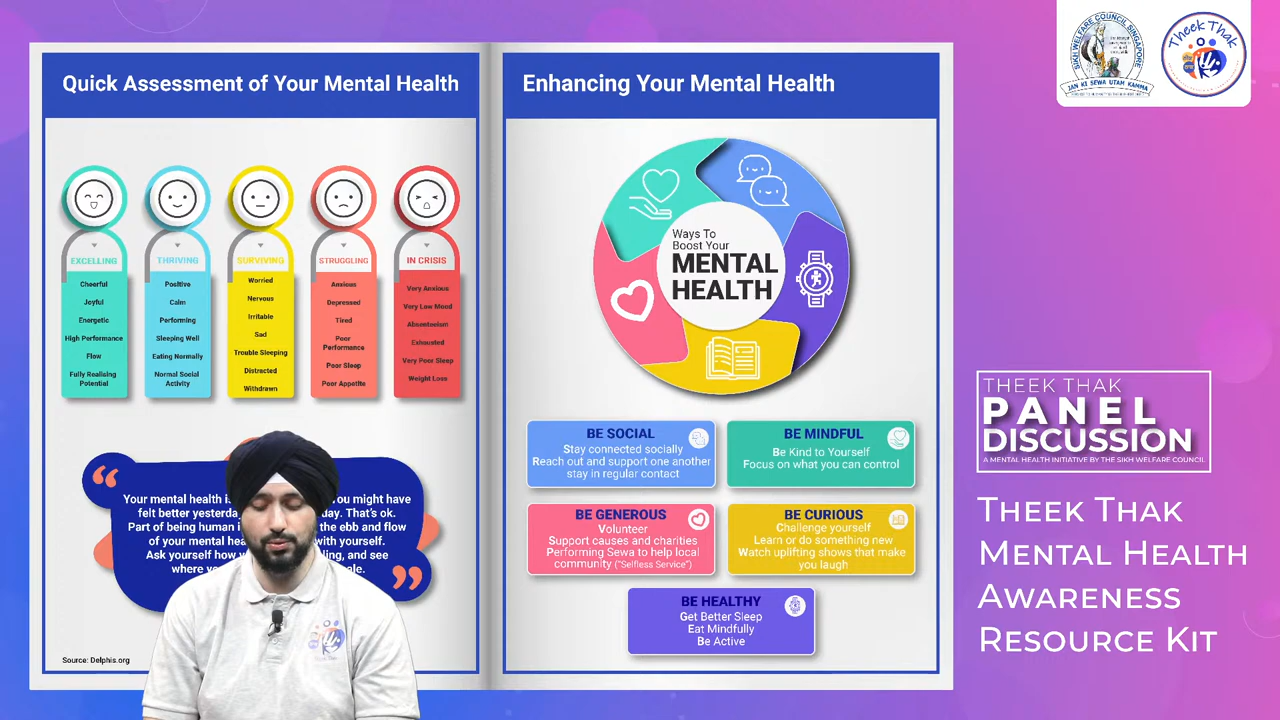 Quick Assessment of Your Mental Health
EXCELLING
Cheerful
Joyful
Energetic
High Performance
Flow
Fully Realising
Potential
THRIVING
Positive
Calm
Performing
Sleeping Well
Eating Normally
Normal Social
Activity
SURVIVING
Worried
Nervous
Irritable
Sad
Trouble Sleeping
Distracted
Withdrawn
STRUGGLING
Anxious
Depressed
Tired
Poor
Performance
Poor Sleep
Poor Appetite
IN CRISIS
Very Anxious
Very Low Mood
Absenteeism
Exhausted
Very Poor Sleep
Weight Loss
Your mental health might have
felt better yesterday That's ok.
Part of being human the ebb and flow
of your mental with yourself.
Ask yourself how and see
where
Source: Delphis.org
Enhancing Your Mental Health
Ways To
Boost Your
MENTAL
HEALTH
BE SOCIAL
Stay connected socially
Reach out and support one another
stay in regular contact
BE MINDFUL
Be Kind to Yourself
Focus on what you can control
BE GENEROUS
Volunteer
Support causes and charities
Performing Sewa to help local
community ("Selfless Service")
BE CURIOUS
Challenge yourself
Learn or do something new
Watch uplifting shows that make
you laugh
BE HEALTHY
Get Better Sleep
Eat Mindfully
Be Active
SIKH WELFARE COUNCIL SINGAPORE
JAN KI SEWA UTAM KAMMA
Theek Thak
THEEK THAK
PANEL
DISCUSSION
A MENTAL HEALTH INITIATIVE BY THE SIKH WELFARE COUNCIL
THEEK THAK
MENTAL HEALTH
AWARENESS
RESOURCE KIT